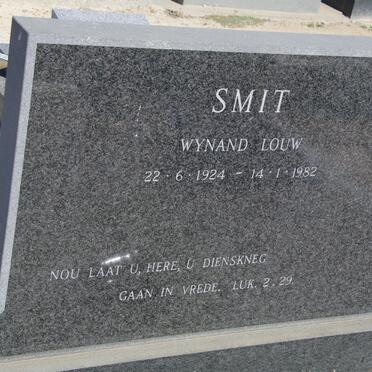 SMIT
WYNAND LOUW
22 · 6 · 1924 - 14 · 1 · 1982
NOU LAAT U, HERE, U DIENSKNEG
GAAN IN VREDE. LUK. 2. 29.